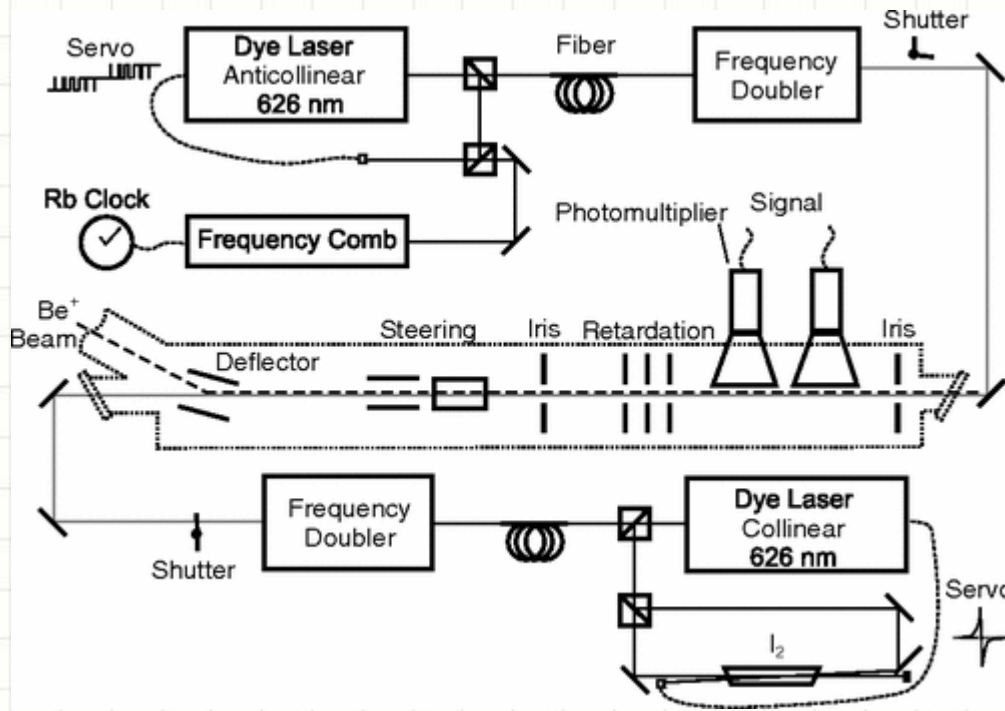 Shutter
Servo
Dye Laser
Anticollinear
626 nm
Fiber
Frequency
Doubler
Rb Clock
Frequency Comb
Photomultiplier
Signal
Be+
Beam
Deflector
Steering
Iris
Retardation
Iris
Frequency
Doubler
Shutter
Dye Laser
Collinear
626 nm
Servo
I2